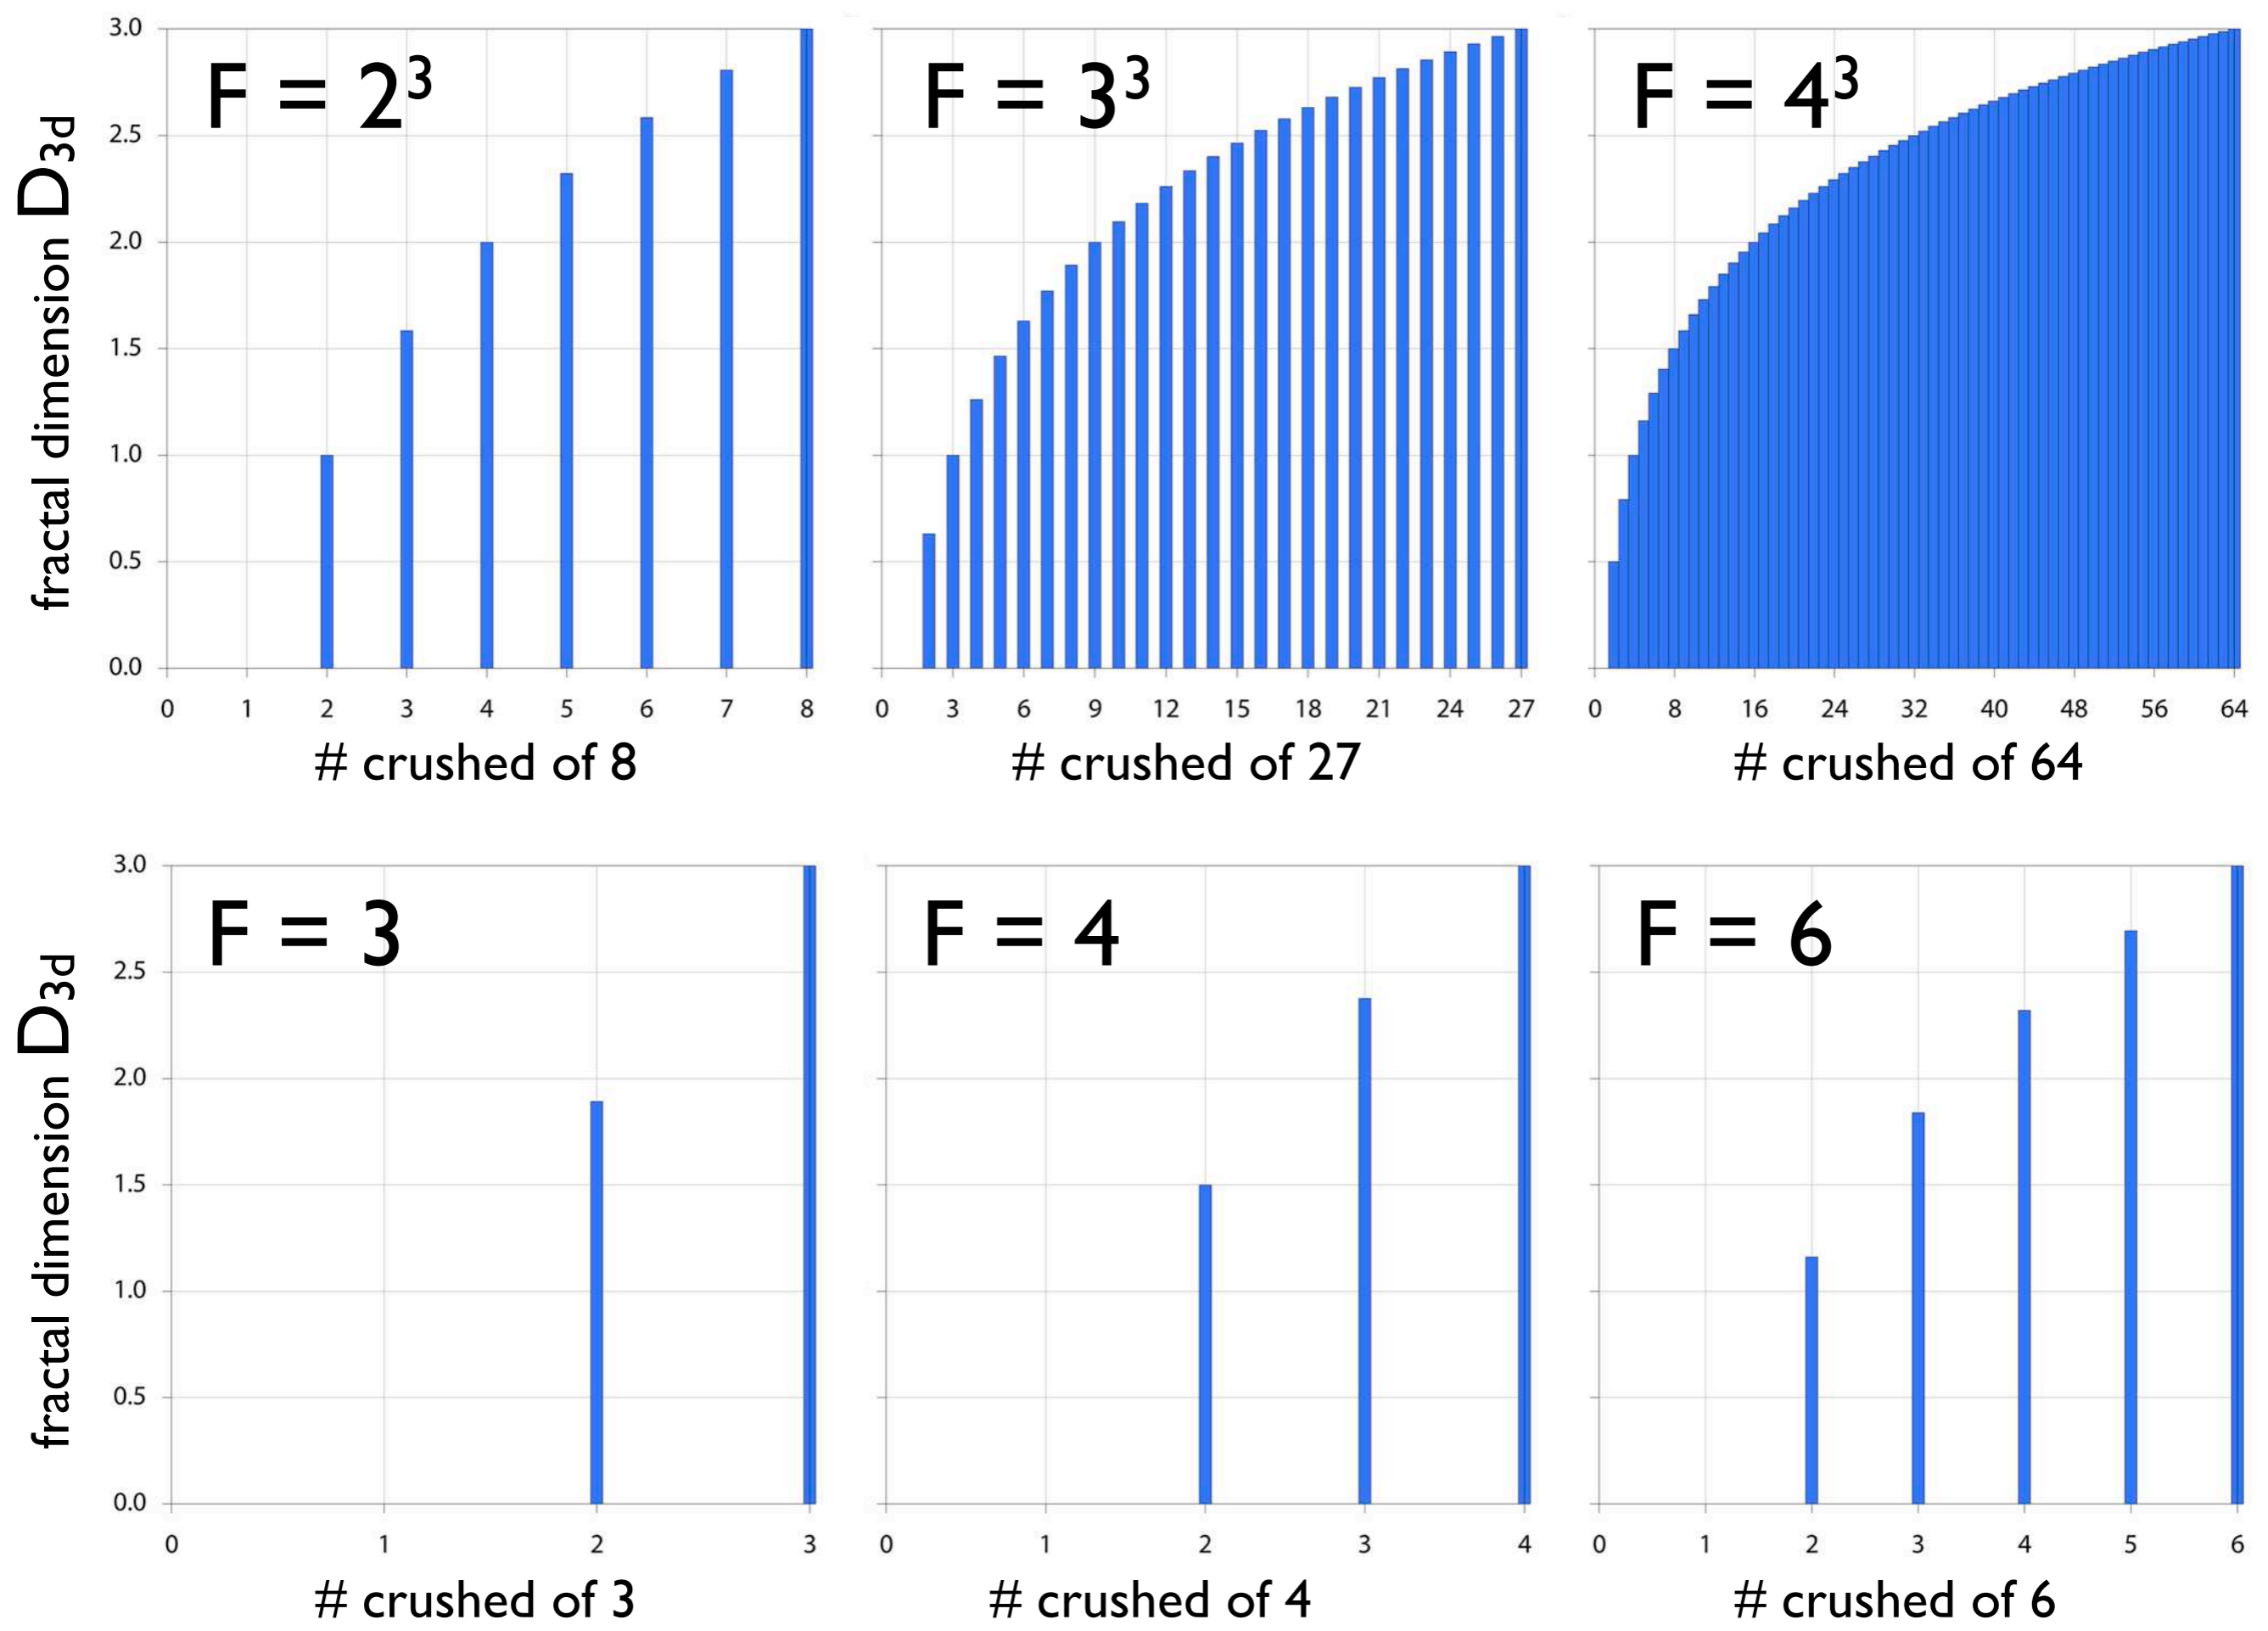 fractal dimension D3d
3.0
2.5
2.0
1.5
1.0
0.5
0.0
F = 2³
0 1 2 3 4 5 6 7 8
# crushed of 8
F = 3³
0 3 6 9 12 15 18 21 24 27
# crushed of 27
F = 4³
0 8 16 24 32 40 48 56 64
# crushed of 64
fractal dimension D3d
3.0
2.5
2.0
1.5
1.0
0.5
0.0
F = 3
0 1 2 3
# crushed of 3
F = 4
0 1 2 3 4
# crushed of 4
F = 6
0 1 2 3 4 5 6
# crushed of 6